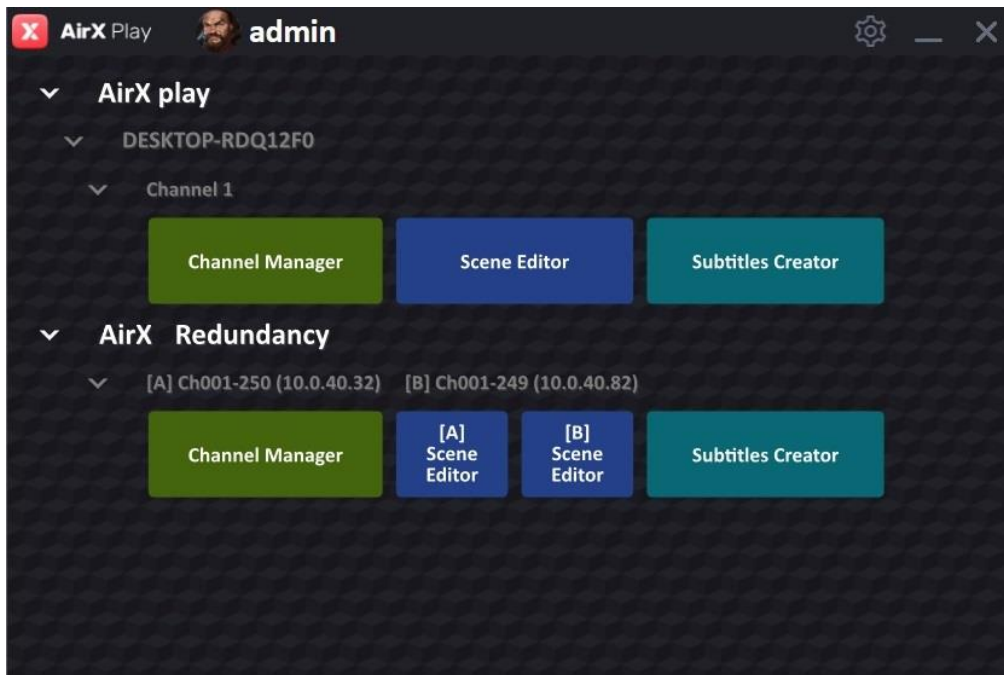 X AirX Play admin
AirX play
DESKTOP-RDQ12F0
Channel 1
Channel Manager Scene Editor Subtitles Creator
AirX Redundancy
[A] Ch001-250 (10.0.40.32) [B] Ch001-249 (10.0.40.82)
Channel Manager
[A]
Scene
Editor
[B]
Scene
Editor
Subtitles Creator